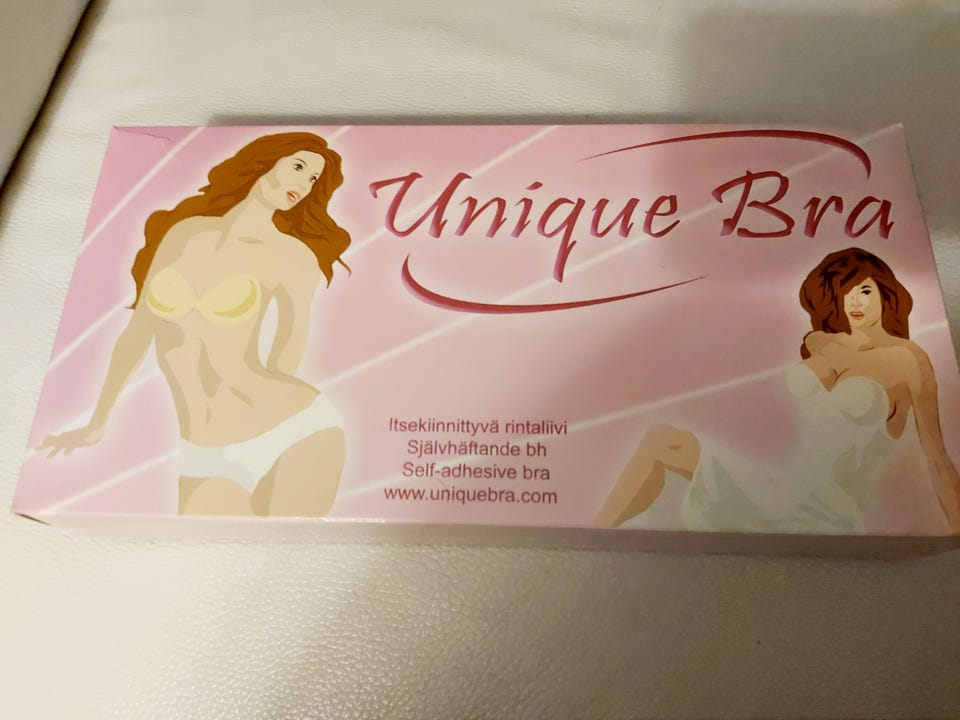 Unique Bra
Itsekiinnittyvä rintaliivi
Självhäftande bh
Self-adhesive bra
www.uniquebra.com